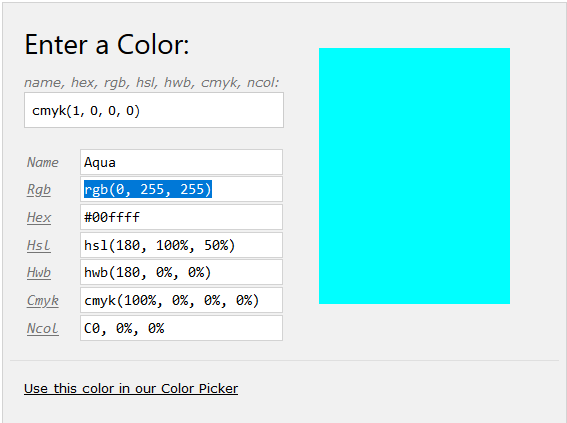 Enter a Color:
name, hex, rgb, hsl, hwb, cmyk, ncol:
cmyk(1, 0, 0, 0)
Name Aqua
Rgb rgb(0, 255, 255)
Hex #00ffff
Hsl hsl(180, 100%, 50%)
Hwb hwb(180, 0%, 0%)
Cmyk cmyk(100%, 0%, 0%, 0%)
Ncol C0, 0%, 0%
Use this color in our Color Picker